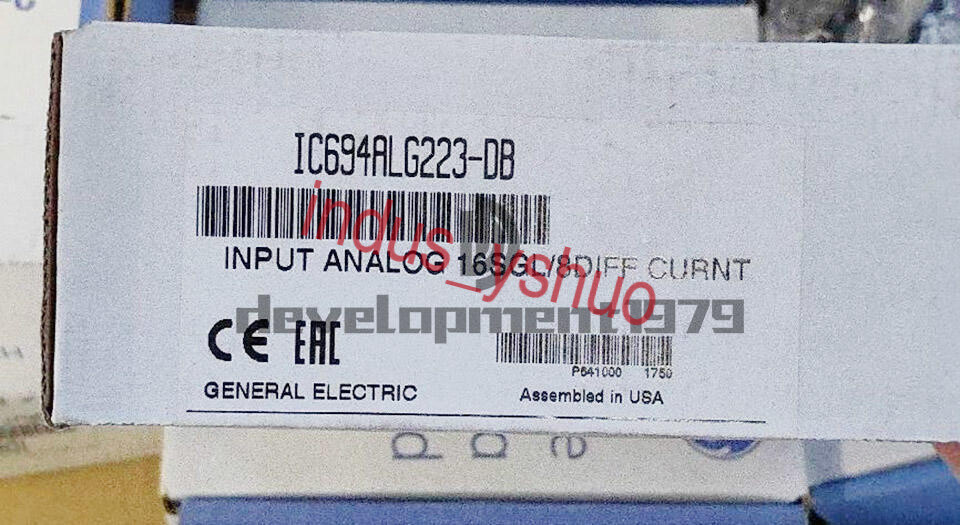 IC694ALG223-DB
INPUT ANALOG 16SGL/8DIFF CURNT
indus_yshuo
development1979
CE EAC
P641000 1750
GENERAL ELECTRIC
Assembled in USA